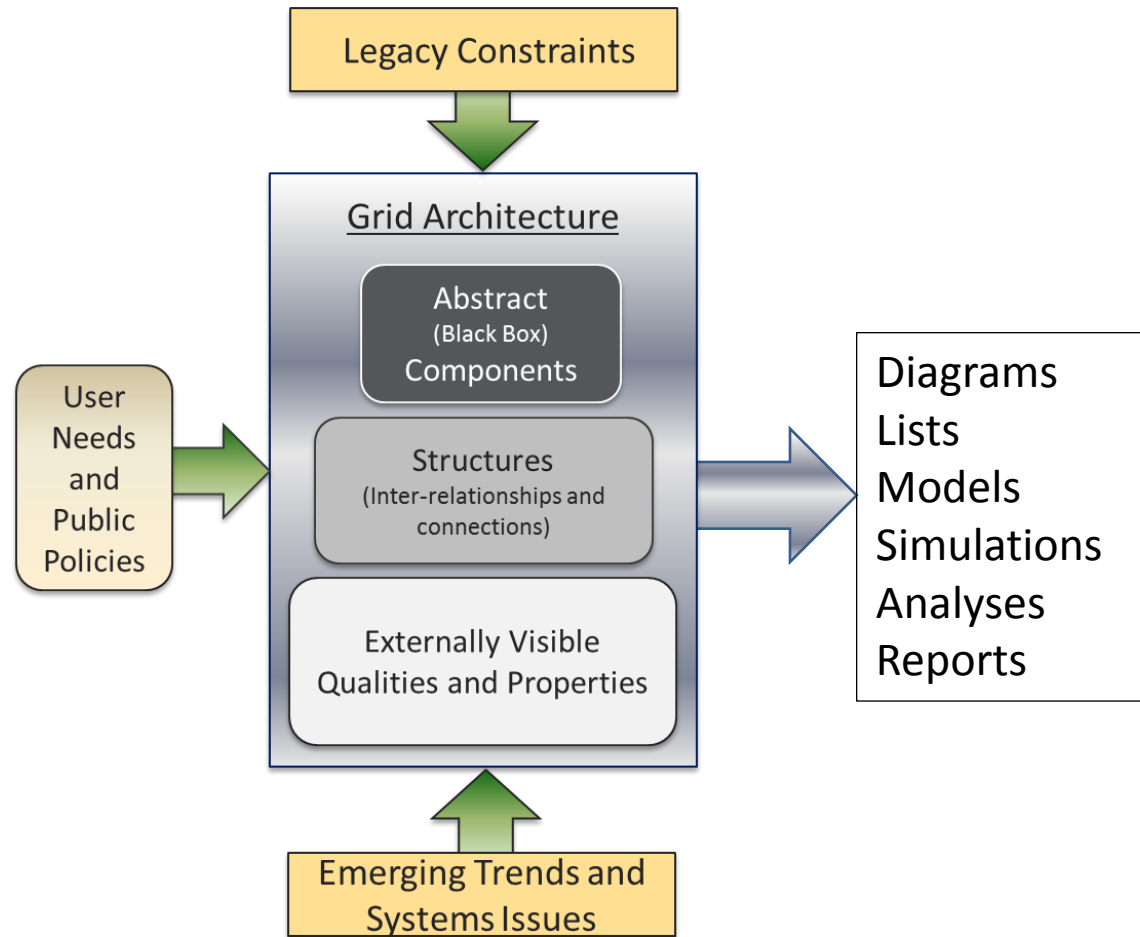 Legacy Constraints
Grid Architecture
Abstract
(Black Box)
Components
User
Needs
and
Public
Policies
Structures
(Inter-relationships and
connections)
Externally Visible
Qualities and Properties
Diagrams
Lists
Models
Simulations
Analyses
Reports
Emerging Trends and
Systems Issues